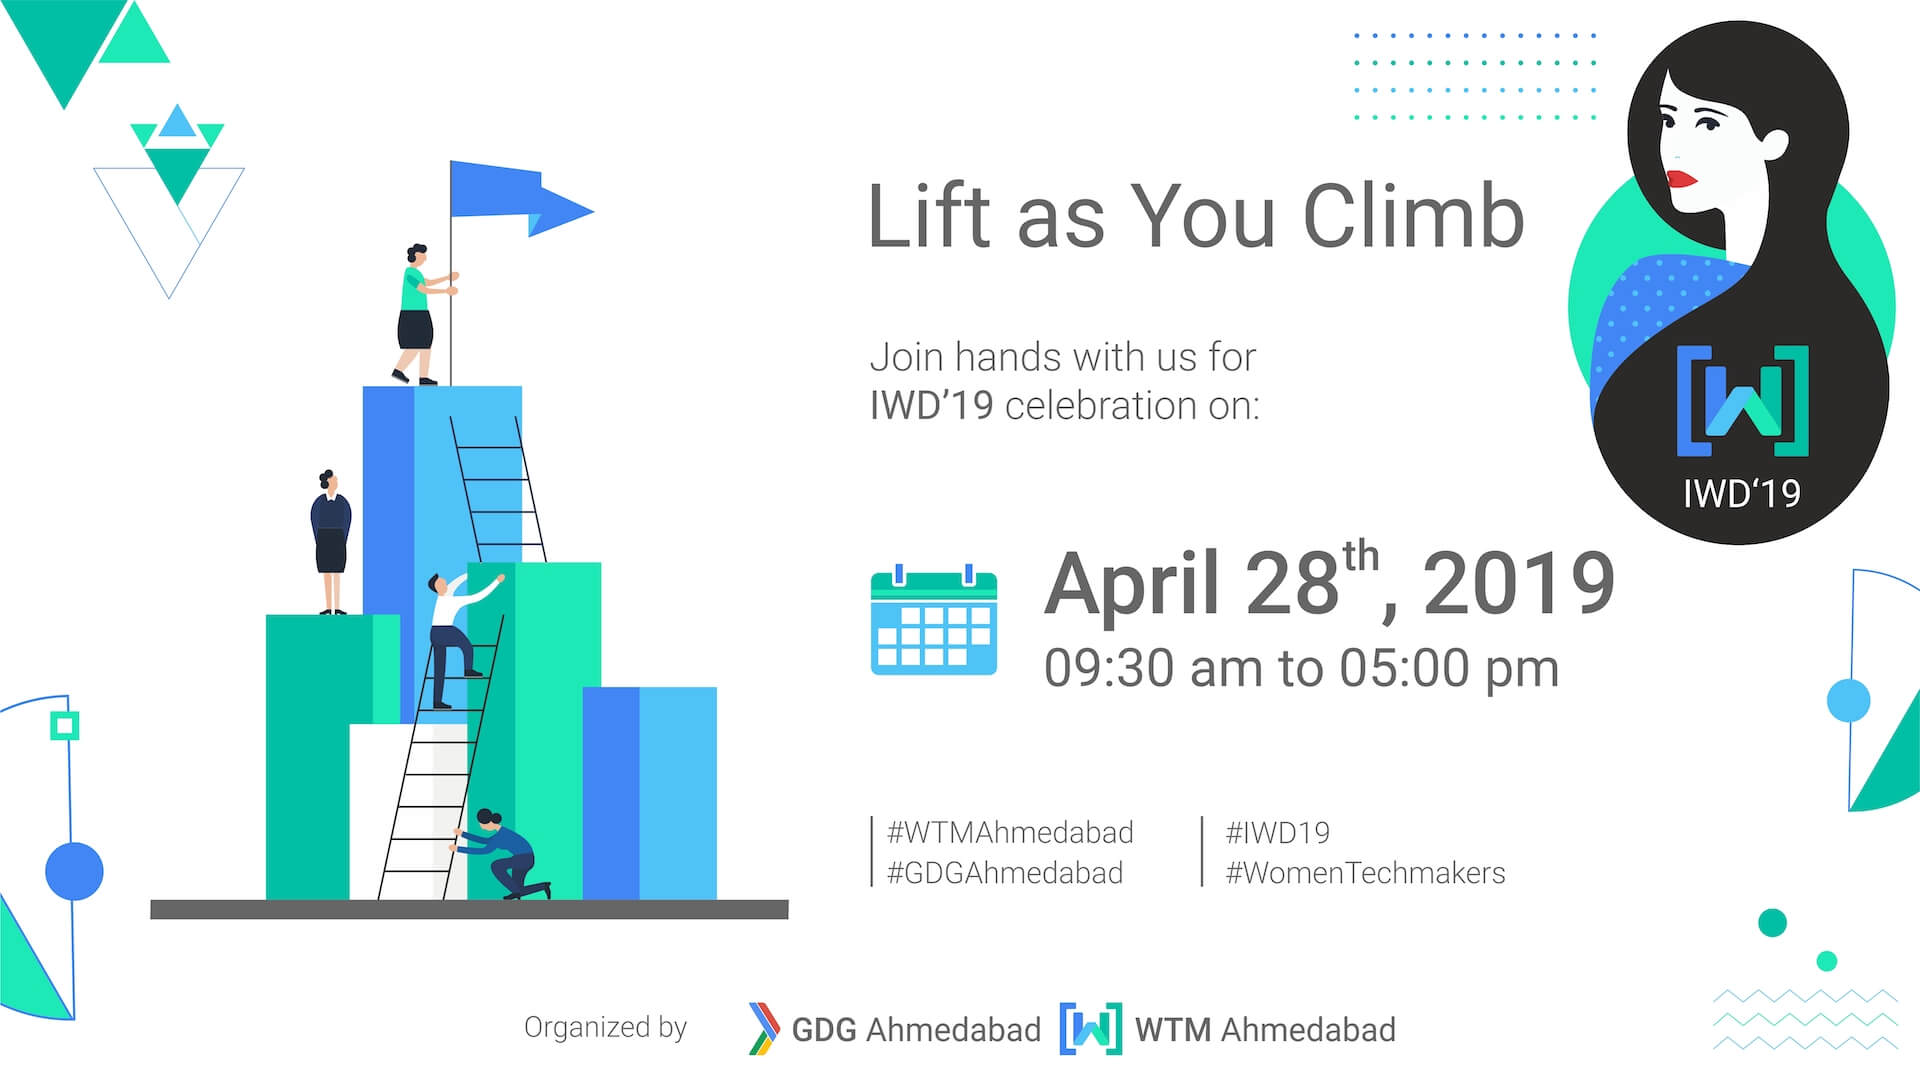 Lift as You Climb
Join hands with us for
IWD’19 celebration on:
IWD‘19
April 28th, 2019
09:30 am to 05:00 pm
#WTMAhmedabad
#GDGAhmedabad
#IWD19
#WomenTechmakers
Organized by
GDG Ahmedabad
WTM Ahmedabad